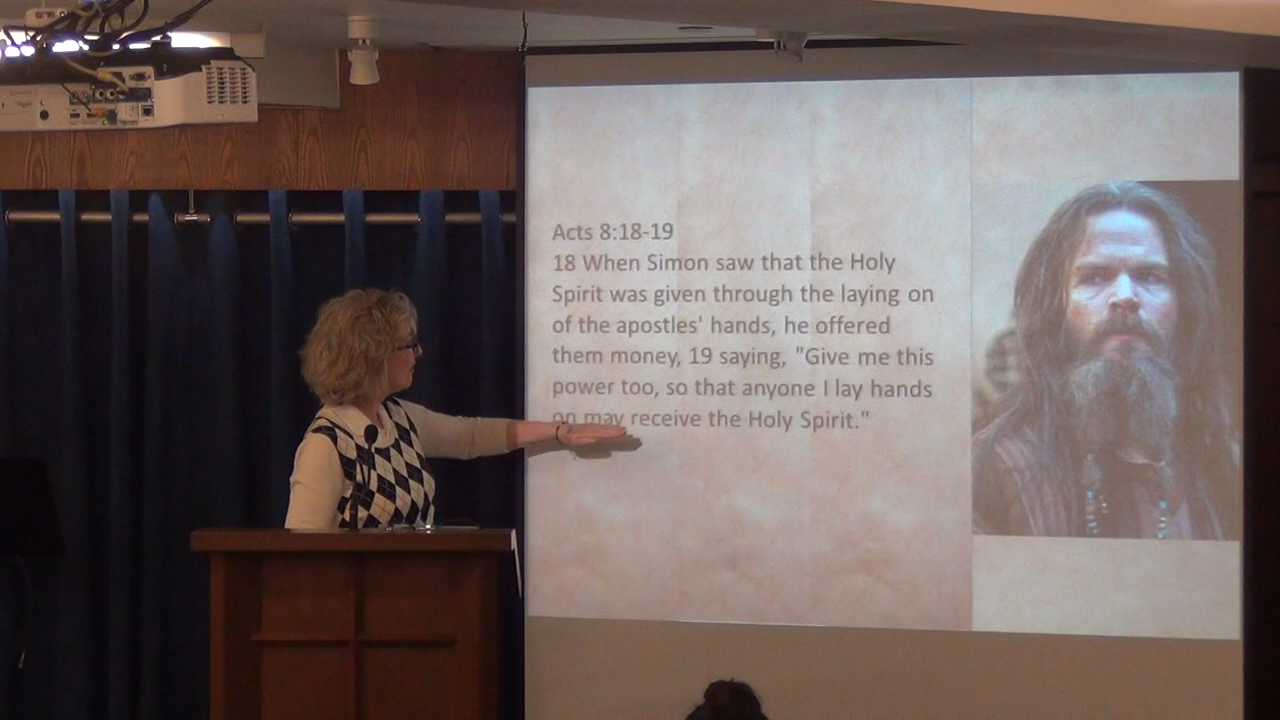 Acts 8:18-19
18 When Simon saw that the Holy
Spirit was given through the laying on
of the apostles' hands, he offered
them money, 19 saying, "Give me this
power too, so that anyone I lay hands
on may receive the Holy Spirit."